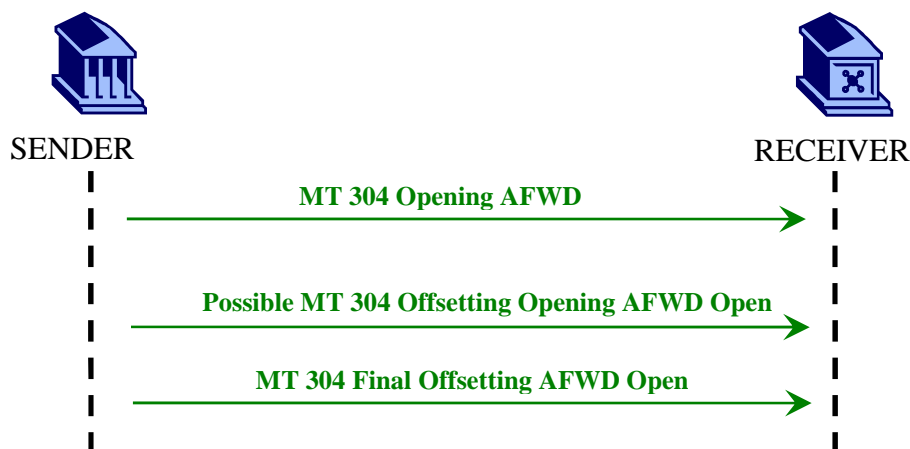 SENDER
RECEIVER
MT 304 Opening AFWD
Possible MT 304 Offsetting Opening AFWD Open
MT 304 Final Offsetting AFWD Open